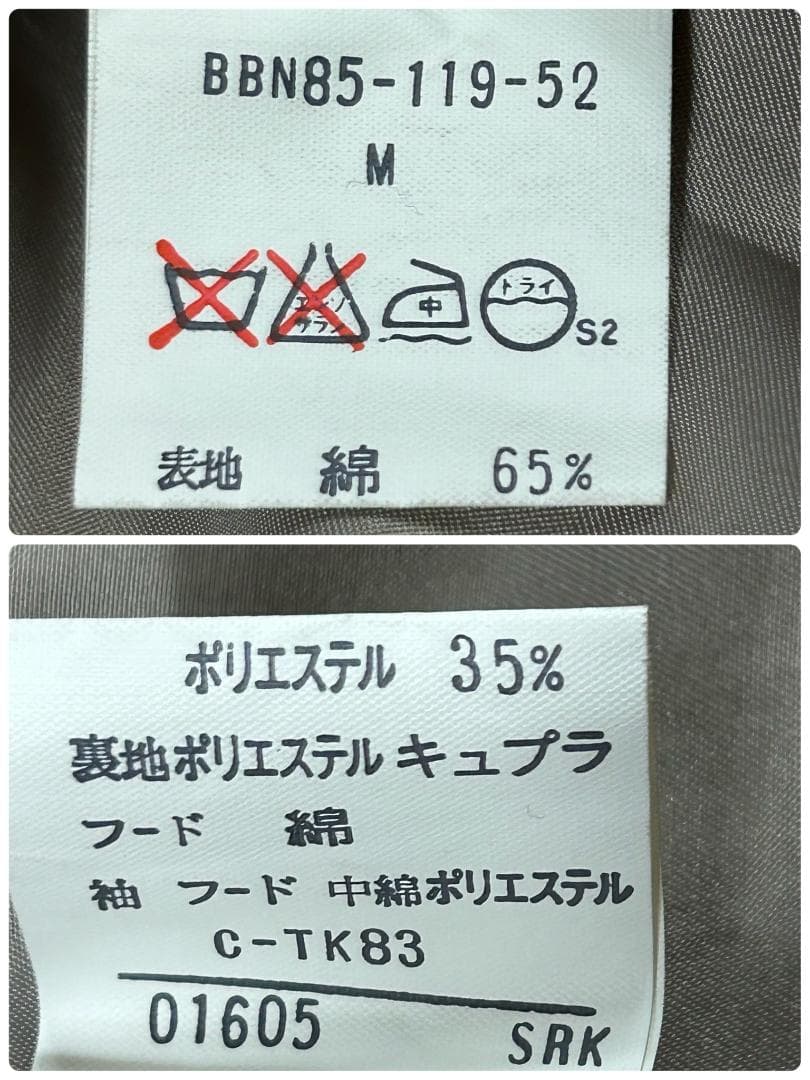 BBN85-119-52
M
エンソ
サラシ
中
ドライ
S2
表地 綿 65%
ポリエステル 35%
裏地ポリエステルキュプラ
フード 綿
袖 フード 中綿ポリエステル
C-TK83
01605 SRK